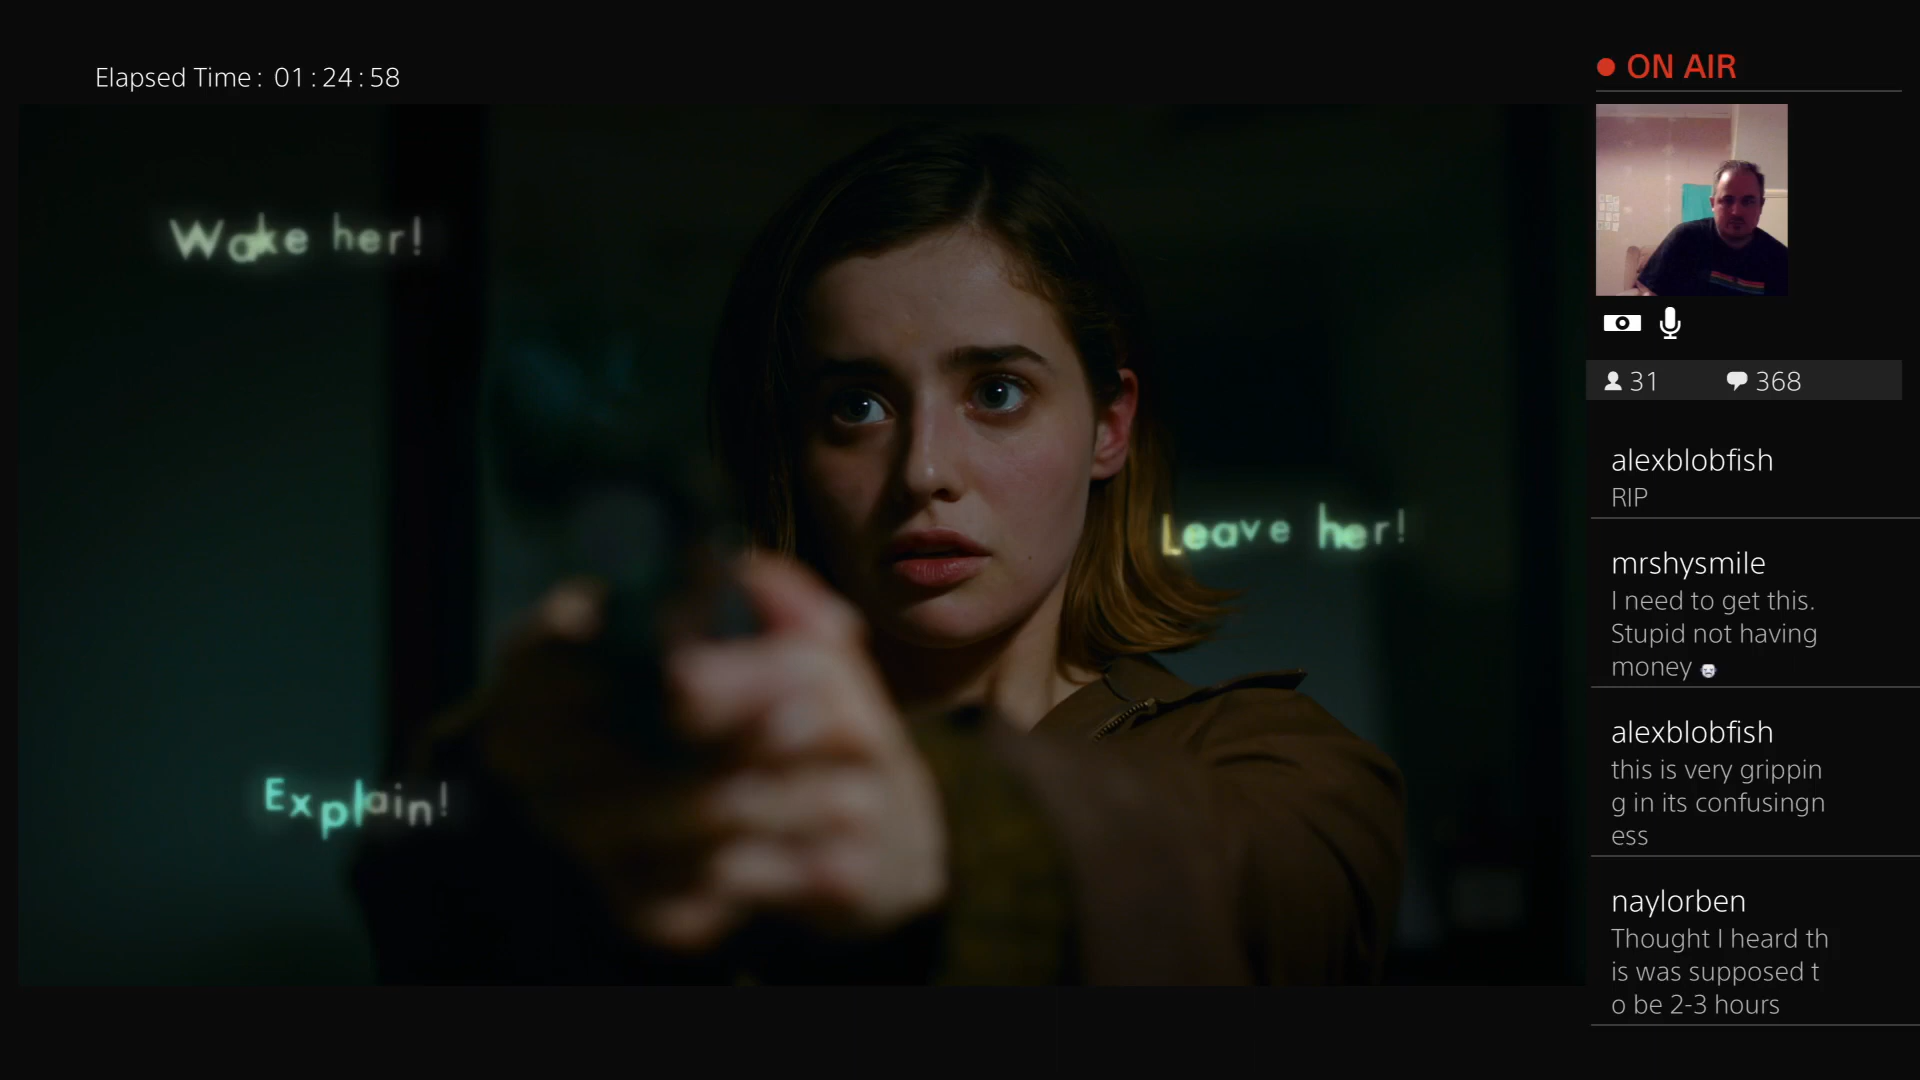 Elapsed Time : 01 : 24 : 58
ON AIR
Wake her!
Leave her!
Explain!
31 368
alexblobfish
RIP
mrshysmile
I need to get this.
Stupid not having
money
alexblobfish
this is very grippin
g in its confusingn
ess
naylorben
Thought I heard th
is was supposed t
o be 2-3 hours